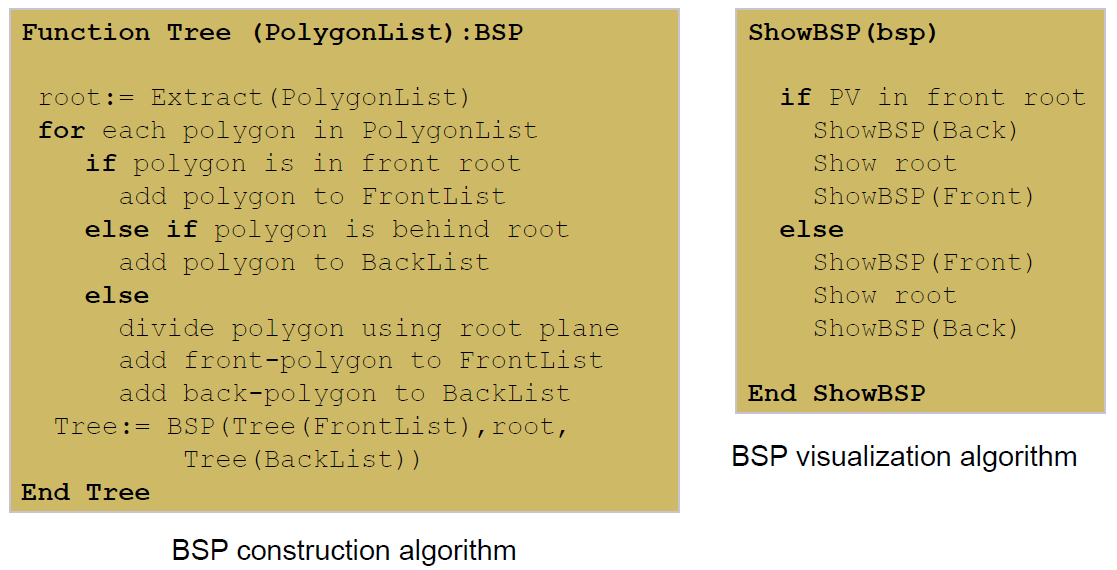 Function Tree (PolygonList):BSP
root:= Extract(PolygonList)
for each polygon in PolygonList
if polygon is in front root
add polygon to FrontList
else if polygon is behind root
add polygon to BackList
else
divide polygon using root plane
add front-polygon to FrontList
add back-polygon to BackList
Tree:= BSP(Tree(FrontList),root,
Tree(BackList))
End Tree
BSP construction algorithm
ShowBSP(bsp)
if PV in front root
ShowBSP(Back)
Show root
ShowBSP(Front)
else
ShowBSP(Front)
Show root
ShowBSP(Back)
End ShowBSP
BSP visualization algorithm